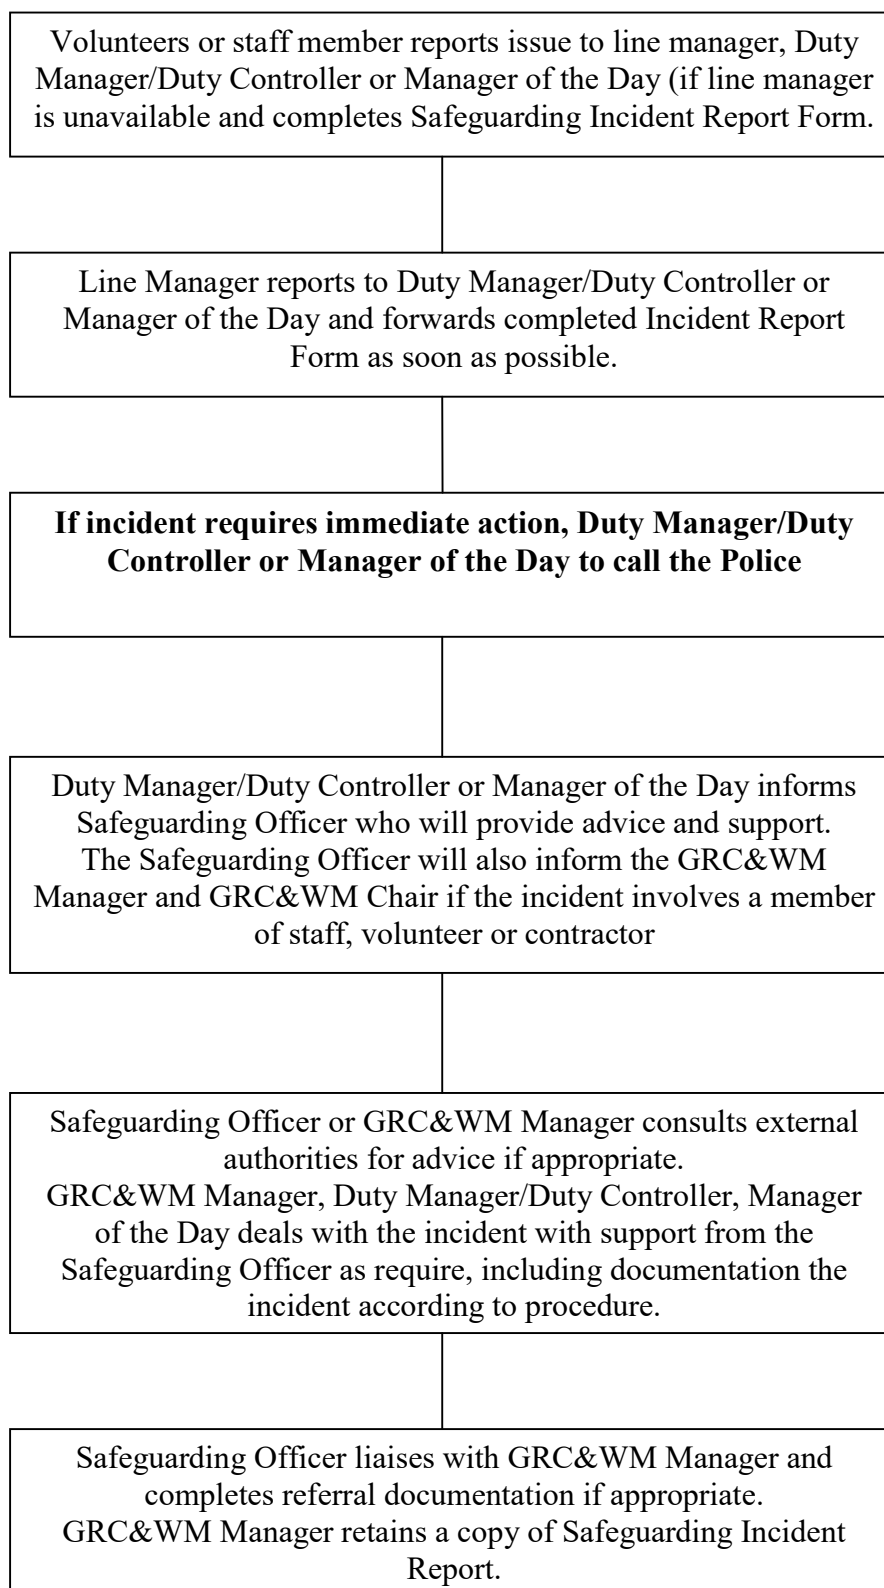 Volunteers or staff member reports issue to line manager, Duty
Manager/Duty Controller or Manager of the Day (if line manager
is unavailable and completes Safeguarding Incident Report Form.
Line Manager reports to Duty Manager/Duty Controller or
Manager of the Day and forwards completed Incident Report
Form as soon as possible.
If incident requires immediate action, Duty Manager/Duty
Controller or Manager of the Day to call the Police
Duty Manager/Duty Controller or Manager of the Day informs
Safeguarding Officer who will provide advice and support.
The Safeguarding Officer will also inform the GRC&WM
Manager and GRC&WM Chair if the incident involves a member
of staff, volunteer or contractor
Safeguarding Officer or GRC&WM Manager consults external
authorities for advice if appropriate.
GRC&WM Manager, Duty Manager/Duty Controller, Manager
of the Day deals with the incident with support from the
Safeguarding Officer as require, including documentation the
incident according to procedure.
Safeguarding Officer liaises with GRC&WM Manager and
completes referral documentation if appropriate.
GRC&WM Manager retains a copy of Safeguarding Incident
Report.